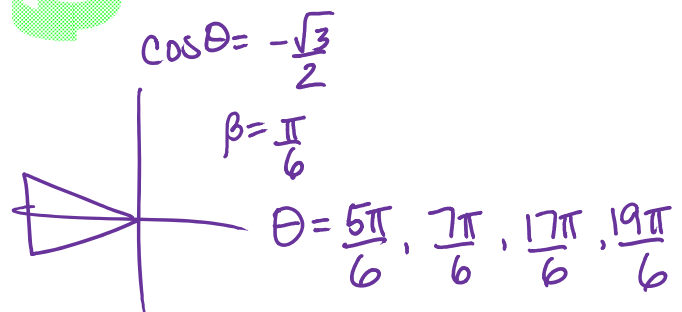 cosθ = -√3/2
β = π/6
θ = 5π/6, 7π/6, 17π/6, 19π/6